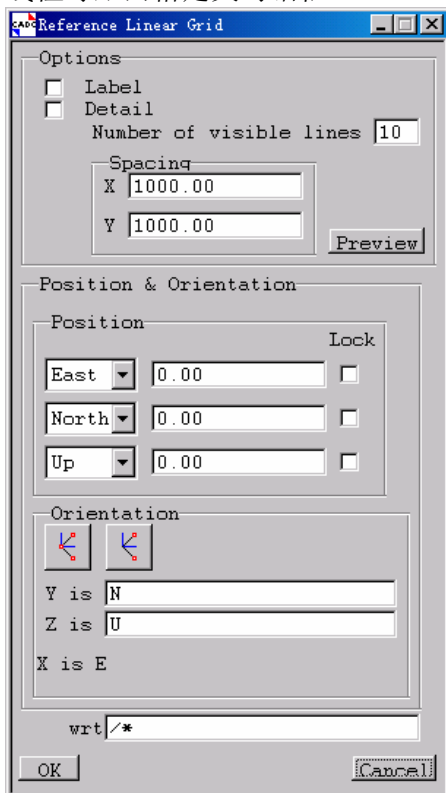 CADC Reference Linear Grid
Options
Label
Detail
Number of visible lines 10
Spacing
X 1000.00
Y 1000.00
Preview
Position & Orientation
Position
Lock
East 0.00
North 0.00
Up 0.00
Orientation
Y is N
Z is U
X is E
wrt /*
OK Cancel